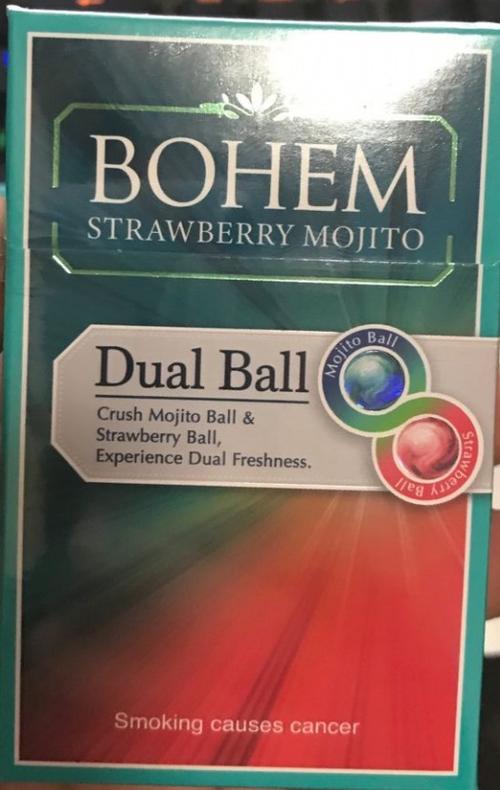 BOHEM
STRAWBERRY MOJITO
Dual Ball
Mojito Ball
Crush Mojito Ball &
Strawberry Ball,
Experience Dual Freshness.
Strawberry Ball
Smoking causes cancer